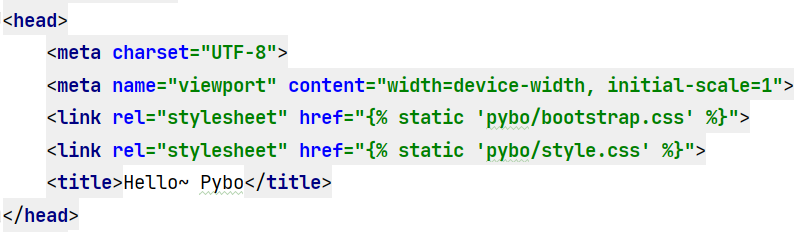 <head>
<meta charset="UTF-8">
<meta name="viewport" content="width=device-width, initial-scale=1">
<link rel="stylesheet" href="{% static 'pybo/bootstrap.css' %}">
<link rel="stylesheet" href="{% static 'pybo/style.css' %}">
<title>Hello~ Pybo</title>
</head>